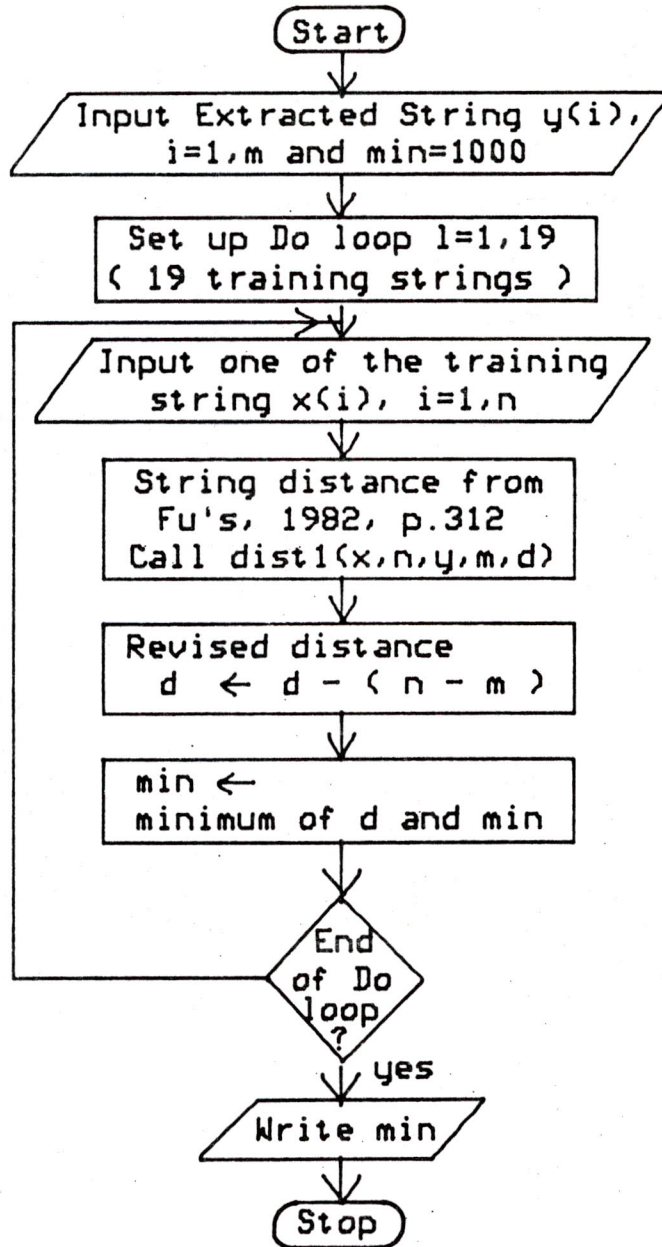 Start
Input Extracted String y(i),
i=1,m and min=1000
Set up Do loop l=1,19
( 19 training strings )
Input one of the training
string x(i), i=1,n
String distance from
Fu's, 1982, p.312
Call dist1(x,n,y,m,d)
Revised distance
d ← d - ( n - m )
min ←
minimum of d and min
End
of Do
loop
?
yes
Write min
Stop